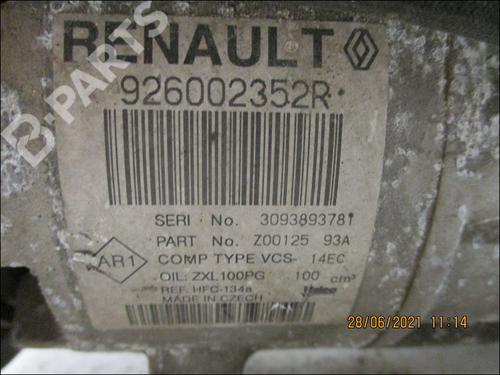 RENAULT
926002352R
SERI No. 3093893781
PART No. Z00125 93A
AR1
COMP TYPE VCS- 14EC
OIL: ZXL100PG 100 cm³
REF. HFC-134a Valeo
MADE IN CZECH
B-PARTS
28/06/2021 11:14